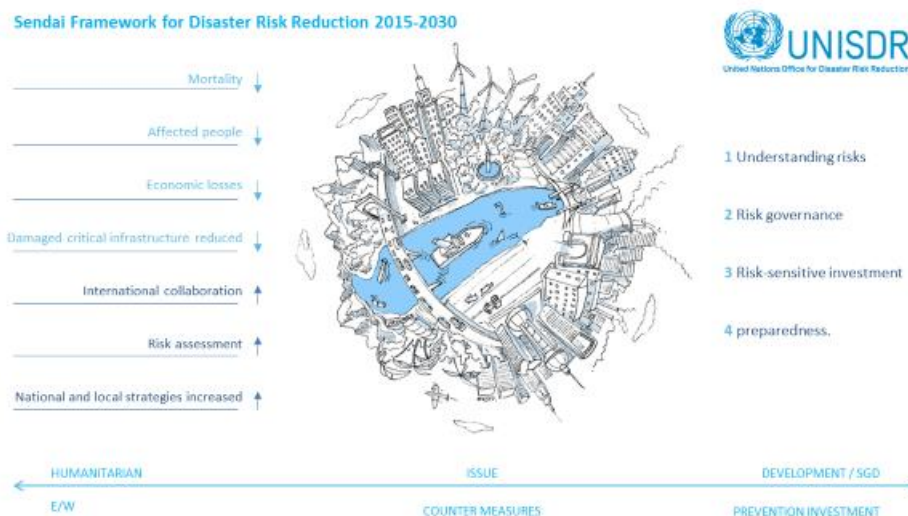 Sendai Framework for Disaster Risk Reduction 2015-2030
UNISDR
United Nations Office for Disaster Risk Reduction
Mortality ↓
Affected people ↓
Economic losses ↓
Damaged critical infrastructure reduced ↓
International collaboration ↑
Risk assessment ↑
National and local strategies increased ↑
1 Understanding risks
2 Risk governance
3 Risk-sensitive investment
4 preparedness.
HUMANITARIAN ISSUE DEVELOPMENT / SGD
E/W COUNTER MEASURES PREVENTION INVESTMENT